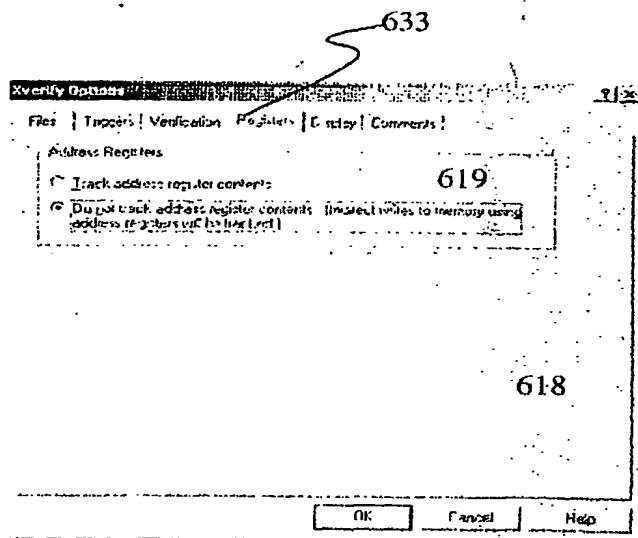 633
Xverify Options ? ×
Files | Triggers | Verification Registers | Display | Comments |
Address Registers
Track address register contents 619
Do not track address register contents (Indirect writes to memory using
address registers will be tracked.)
618
OK Cancel Help